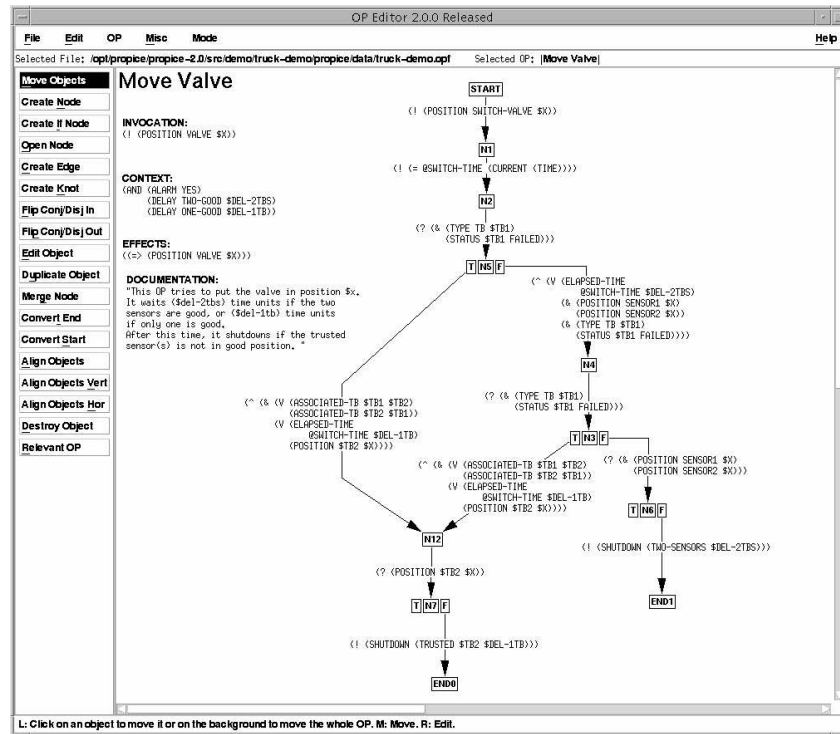 OP Editor 2.0.0 Released
File Edit OP Misc Mode Help
Selected File: /opt/propice/propice-2.0/src/demo/truck-demo/propice/data/truck-demo.opf Selected OP: |Move Valve|
Move Objects
Create Node
Create If Node
Open Node
Create Edge
Create Knot
Flip Conj/Disj In
Flip Conj/Disj Out
Edit Object
Duplicate Object
Merge Node
Convert End
Convert Start
Align Objects
Align Objects Vert
Align Objects Hor
Destroy Object
Relevant OP
Move Valve
INVOCATION:
(! (POSITION VALVE $X))
CONTEXT:
(AND (ALARM YES)
(DELAY TWO-GOOD $DEL-2TBS)
(DELAY ONE-GOOD $DEL-1TB))
EFFECTS:
((=> (POSITION VALVE $X)))
DOCUMENTATION:
"This OP tries to put the valve in position $x.
It waits ($del-2tbs) time units if the two
sensors are good, or ($del-1tb) time units
if only one is good.
After this time, it shutdowns if the trusted
sensor(s) is not in good position. "
START
(! (POSITION SWITCH-VALVE $X))
N1
(! (= @SWITCH-TIME (CURRENT (TIME))))
N2
(? (& (TYPE TB $TB1)
(STATUS $TB1 FAILED)))
T N5 F
(^ (V (ELAPSED-TIME
@SWITCH-TIME $DEL-2TBS)
(& (POSITION SENSOR1 $X)
(POSITION SENSOR2 $X))
(& (TYPE TB $TB1)
(STATUS $TB1 FAILED))))
N4
(? (& (TYPE TB $TB1)
(STATUS $TB1 FAILED)))
T N3 F
(^ (& (V (ASSOCIATED-TB $TB1 $TB2)
(ASSOCIATED-TB $TB2 $TB1))
(V (ELAPSED-TIME
@SWITCH-TIME $DEL-1TB)
(POSITION $TB2 $X))))
(^ (& (V (ASSOCIATED-TB $TB1 $TB2)
(ASSOCIATED-TB $TB2 $TB1))
(V (ELAPSED-TIME
@SWITCH-TIME $DEL-1TB)
(POSITION $TB2 $X))))
(? (& (POSITION SENSOR1 $X)
(POSITION SENSOR2 $X)))
T N6 F
(! (SHUTDOWN (TWO-SENSORS $DEL-2TBS)))
END1
N12
(? (POSITION $TB2 $X))
T N7 F
(! (SHUTDOWN (TRUSTED $TB2 $DEL-1TB)))
END0
L: Click on an object to move it or on the background to move the whole OP. M: Move. R: Edit.